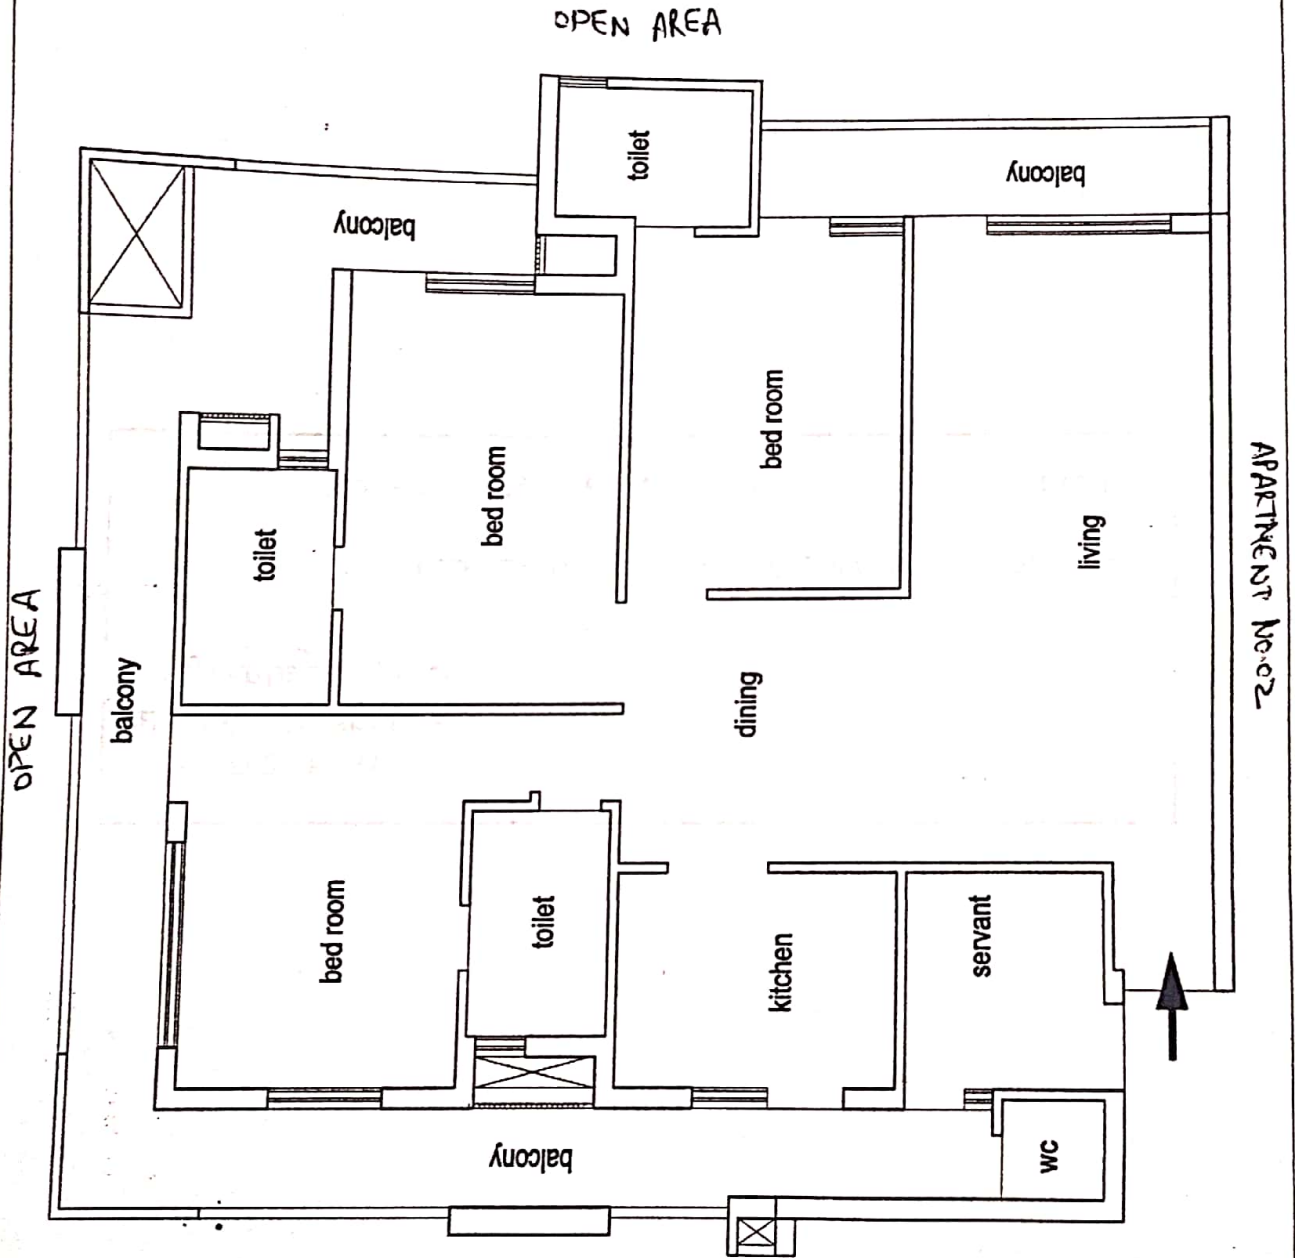 OPEN AREA
toilet
balcony
balcony
bed room
bed room
living
APARTMENT NO.02
toilet
OPEN AREA
balcony
dining
bed room
toilet
kitchen
servant
balcony
wc